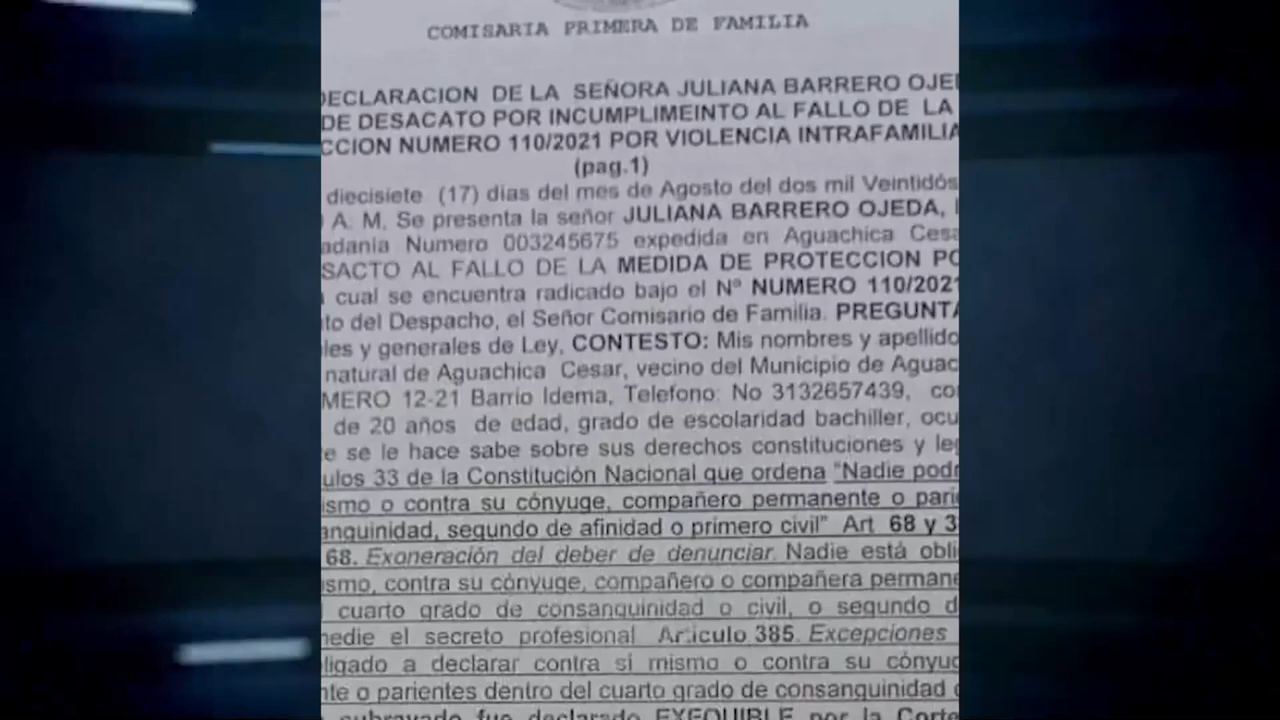 COMISARIA PRIMERA DE FAMILIA
DECLARACION DE LA SEÑORA JULIANA BARRERO OJE
DE DESACATO POR INCUMPLIMEINTO AL FALLO DE LA
CCION NUMERO 110/2021 POR VIOLENCIA INTRAFAMILIA
(pag.1)
diecisiete (17) dias del mes de Agosto del dos mil Veintidós
A. M. Se presenta la señor JULIANA BARRERO OJEDA,
adania Numero 003245675 expedida en Aguachica Cesa
SACTO AL FALLO DE LA MEDIDA DE PROTECCION PO
cual se encuentra radicado bajo el Nª NUMERO 110/2021
to del Despacho, el Señor Comisario de Familia. PREGUNTA
les y generales de Ley, CONTESTO: Mis nombres y apellido
natural de Aguachica Cesar, vecino del Municipio de Aguac
MERO 12-21 Barrio Idema, Telefono: No 3132657439, co
de 20 años de edad, grado de escolaridad bachiller, ocu
e se le hace sabe sobre sus derechos constituciones y leg
ulos 33 de la Constitución Nacional que ordena "Nadie podr
ismo o contra su cónyuge, compañero permanente o parie
anguinidad, segundo de afinidad o primero civil" Art 68 y 3
68. Exoneración del deber de denunciar. Nadie está obli
ismo, contra su cónyuge, compañero o compañera permane
cuarto grado de consanguinidad o civil, o segundo d
nedie el secreto profesional Articulo 385. Excepciones
ligado a declarar contra sí mismo o contra su cónyug
nte o parientes dentro del cuarto grado de consanguinidad
subrayado fue declarado EXEQUIBLE por la Corte